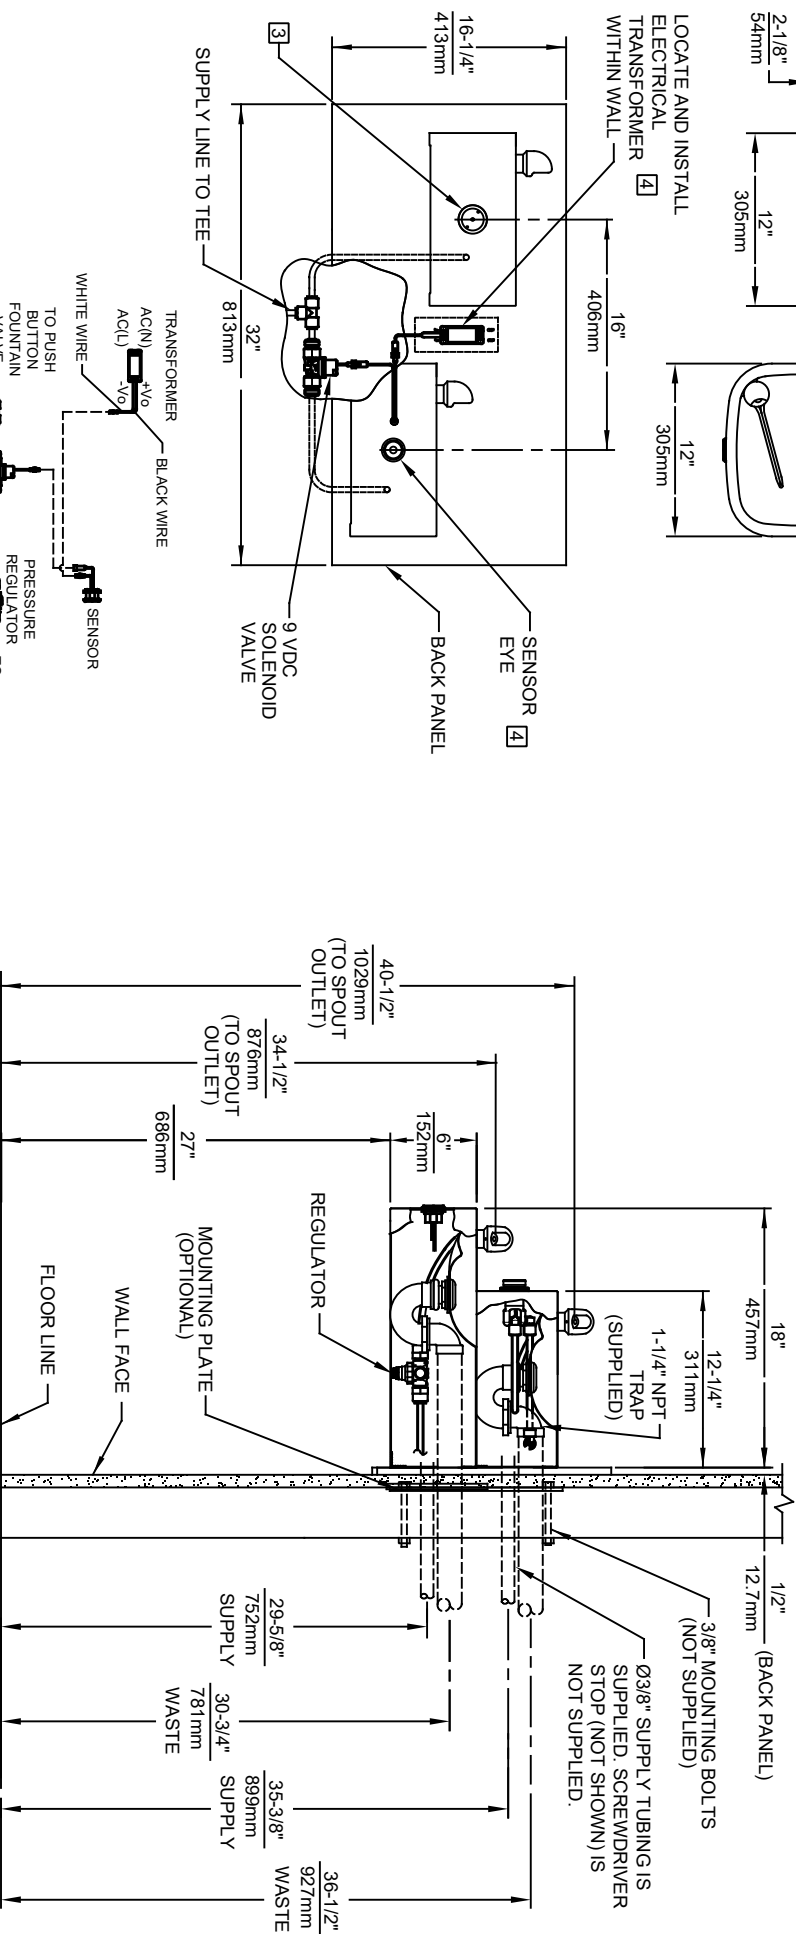 2-1/8"
54mm
12"
305mm
12"
305mm
LOCATE AND INSTALL
ELECTRICAL
TRANSFORMER
WITHIN WALL
4
16-1/4"
413mm
3
16"
406mm
SUPPLY LINE TO TEE
32"
813mm
SENSOR
EYE
4
BACK PANEL
9 VDC
SOLENOID
VALVE
TRANSFORMER
AC(N)
AC(L)
+Vo
-Vo
WHITE WIRE
BLACK WIRE
SENSOR
TO PUSH
BUTTON
FOUNTAIN
VALVE
PRESSURE
REGULATOR
18"
457mm
12-1/4"
311mm
1/2"
12.7mm
(BACK PANEL)
1-1/4" NPT
TRAP
(SUPPLIED)
3/8" MOUNTING BOLTS
(NOT SUPPLIED)
Ø3/8" SUPPLY TUBING IS
SUPPLIED. SCREWDRIVER
STOP (NOT SHOWN) IS
NOT SUPPLIED.
40-1/2"
1029mm
(TO SPOUT
OUTLET)
34-1/2"
876mm
(TO SPOUT
OUTLET)
27"
686mm
6"
152mm
REGULATOR
MOUNTING PLATE
(OPTIONAL)
WALL FACE
FLOOR LINE
29-5/8"
752mm
SUPPLY
30-3/4"
781mm
WASTE
35-3/8"
899mm
SUPPLY
36-1/2"
927mm
WASTE